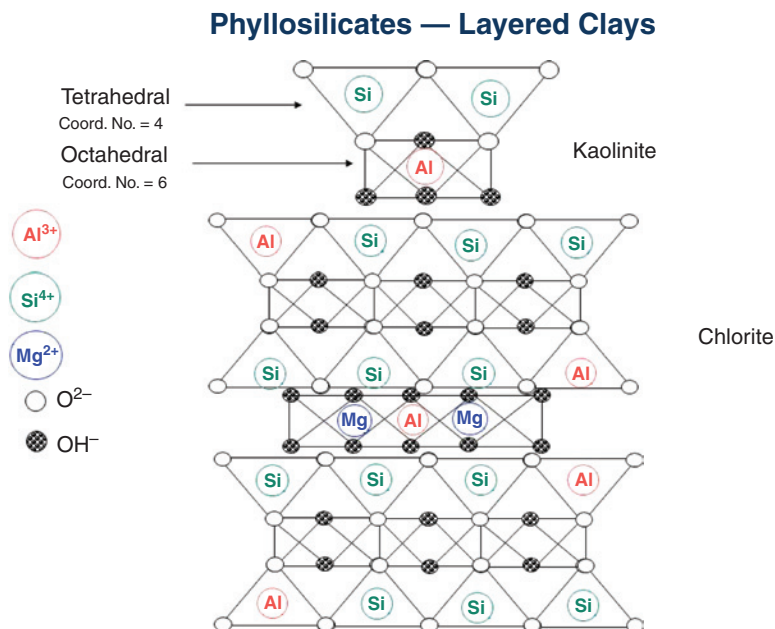 Phyllosilicates — Layered Clays
Si Si
Tetrahedral
Coord. No. = 4
Octahedral
Coord. No. = 6
Al
Kaolinite
Al³⁺
Si⁴⁺
Mg²⁺
O²⁻
OH⁻
Al Si Si Si
Si Si Si Al
Chlorite
Mg Al Mg
Si Si Si Al
Al Si Si Si